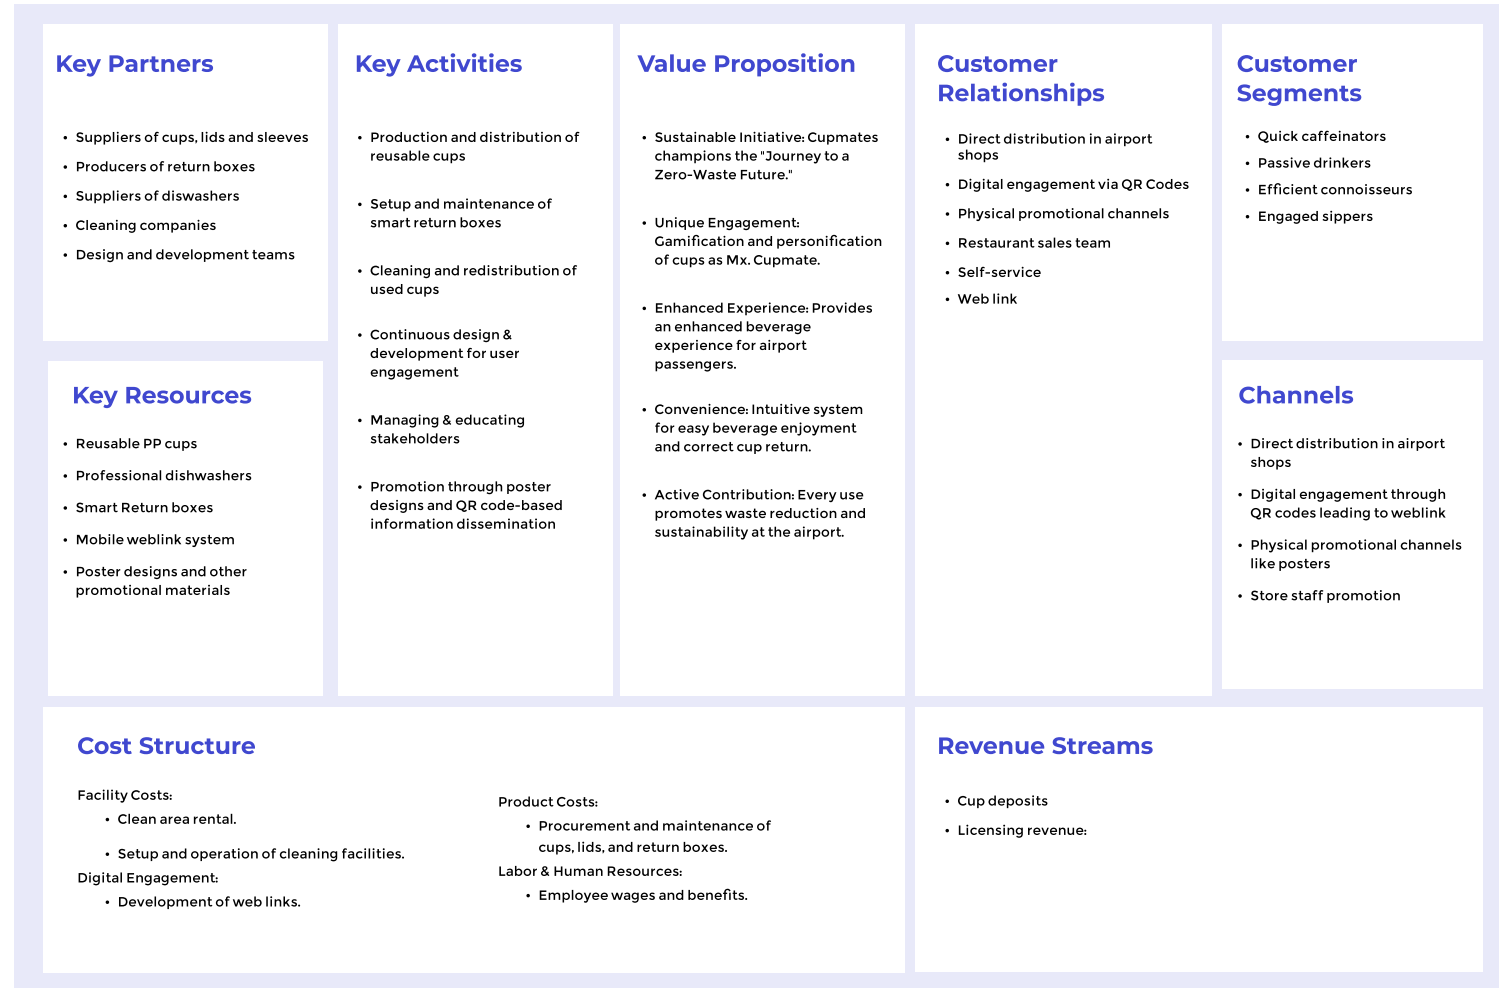 Key Partners
• Suppliers of cups, lids and sleeves
• Producers of return boxes
• Suppliers of diswashers
• Cleaning companies
• Design and development teams
Key Resources
• Reusable PP cups
• Professional dishwashers
• Smart Return boxes
• Mobile weblink system
• Poster designs and other
promotional materials
Key Activities
• Production and distribution of
reusable cups
• Setup and maintenance of
smart return boxes
• Cleaning and redistribution of
used cups
• Continuous design &
development for user
engagement
• Managing & educating
stakeholders
• Promotion through poster
designs and QR code-based
information dissemination
Value Proposition
• Sustainable Initiative: Cupmates
champions the "Journey to a
Zero-Waste Future."
• Unique Engagement:
Gamification and personification
of cups as Mx. Cupmate.
• Enhanced Experience: Provides
an enhanced beverage
experience for airport
passengers.
• Convenience: Intuitive system
for easy beverage enjoyment
and correct cup return.
• Active Contribution: Every use
promotes waste reduction and
sustainability at the airport.
Customer
Relationships
• Direct distribution in airport
shops
• Digital engagement via QR Codes
• Physical promotional channels
• Restaurant sales team
• Self-service
• Web link
Customer
Segments
• Quick caffeinators
• Passive drinkers
• Efficient connoisseurs
• Engaged sippers
Channels
• Direct distribution in airport
shops
• Digital engagement through
QR codes leading to weblink
• Physical promotional channels
like posters
• Store staff promotion
Cost Structure
Facility Costs:
• Clean area rental.
• Setup and operation of cleaning facilities.
Digital Engagement:
• Development of web links.
Product Costs:
• Procurement and maintenance of
cups, lids, and return boxes.
Labor & Human Resources:
• Employee wages and benefits.
Revenue Streams
• Cup deposits
• Licensing revenue: